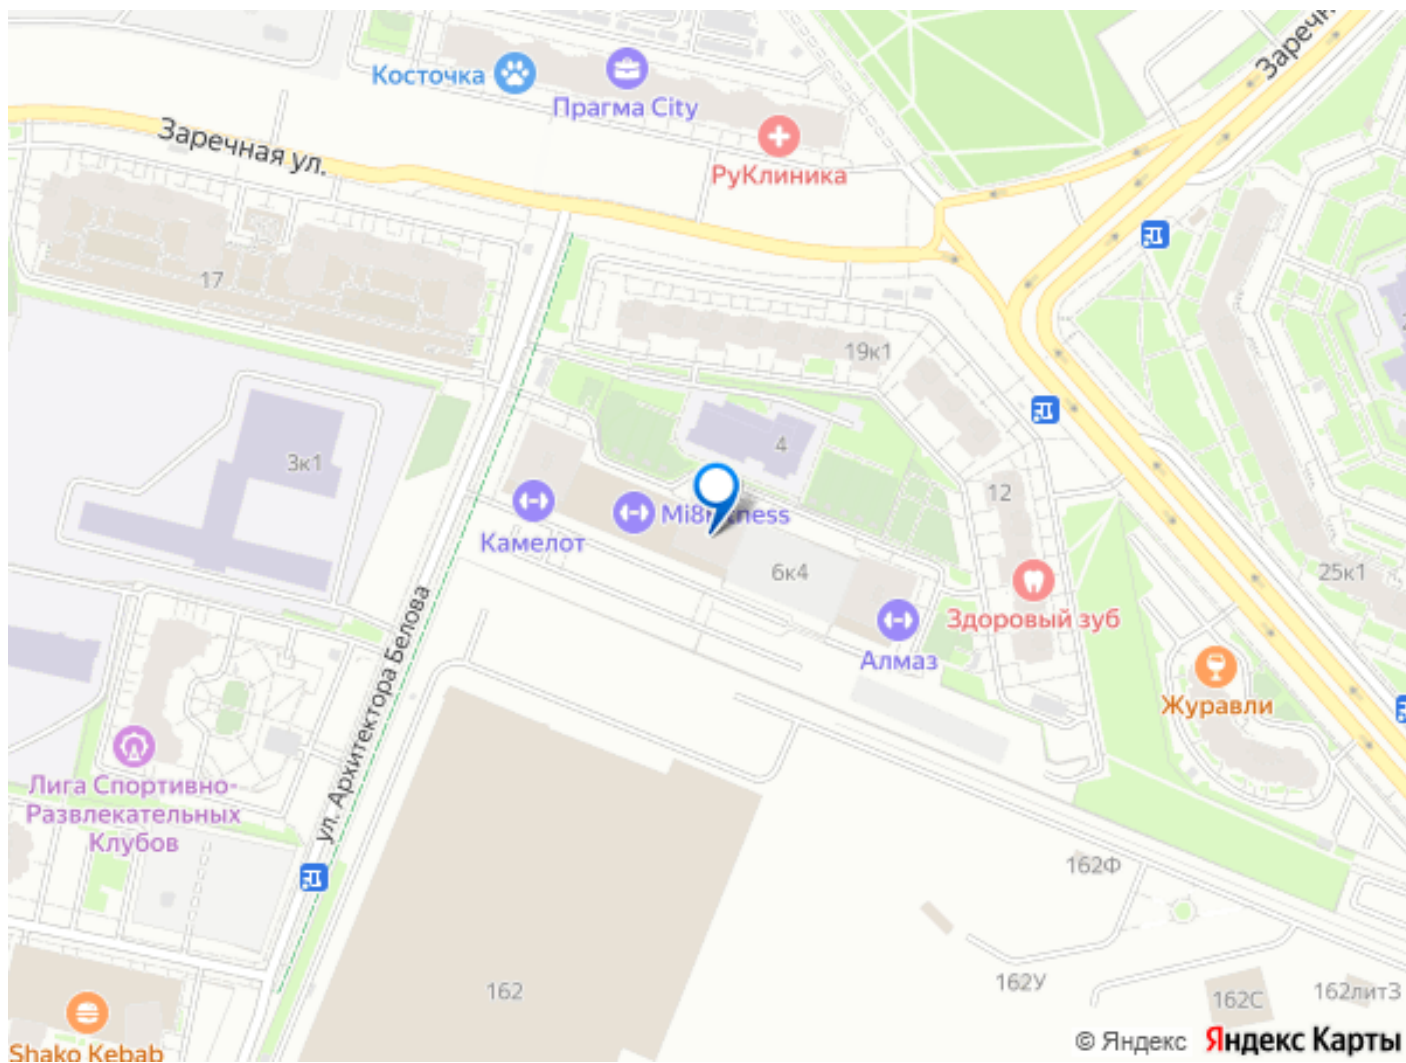 Заречн
Косточка
Прагма City
Заречная ул.
РуКлиника
17
19к1
4
3к1
12
Камелот
6к4
25к1
Здоровый зуб
Алмаз
Журавли
ул. Архитектора Белова
Лига Спортивно-
Развлекательных
Клубов
162Ф
162
162У
162С
162литЗ
Shako Kebab
© Яндекс
Яндекс Карты